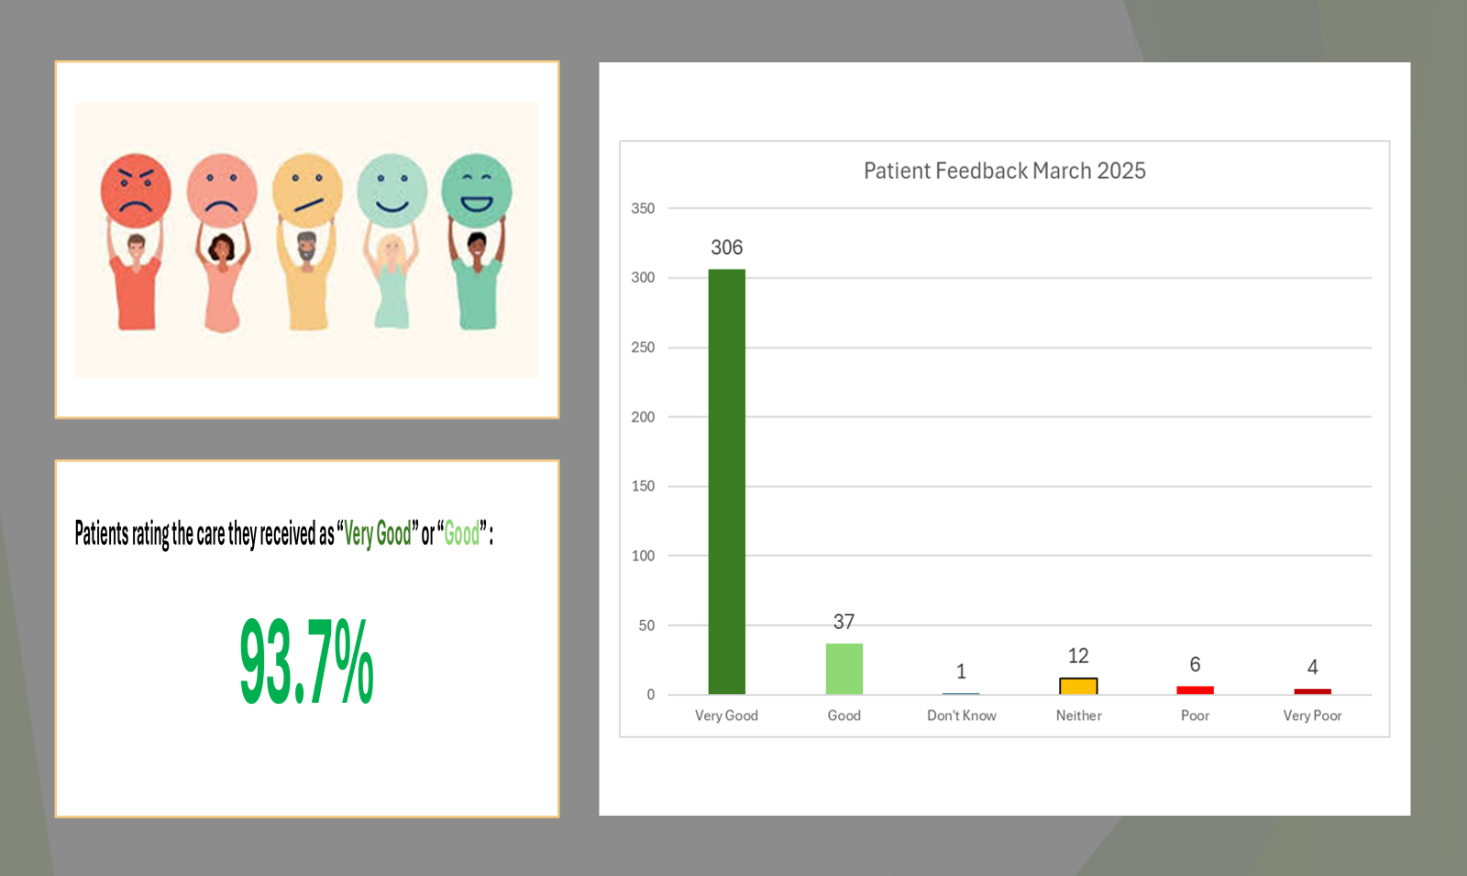 Patients rating the care they received as “Very Good” or “Good” :
93.7%
Patient Feedback March 2025
350
300
250
200
150
100
50
0
306
37
1
12
6
4
Very Good
Good
Don't Know
Neither
Poor
Very Poor